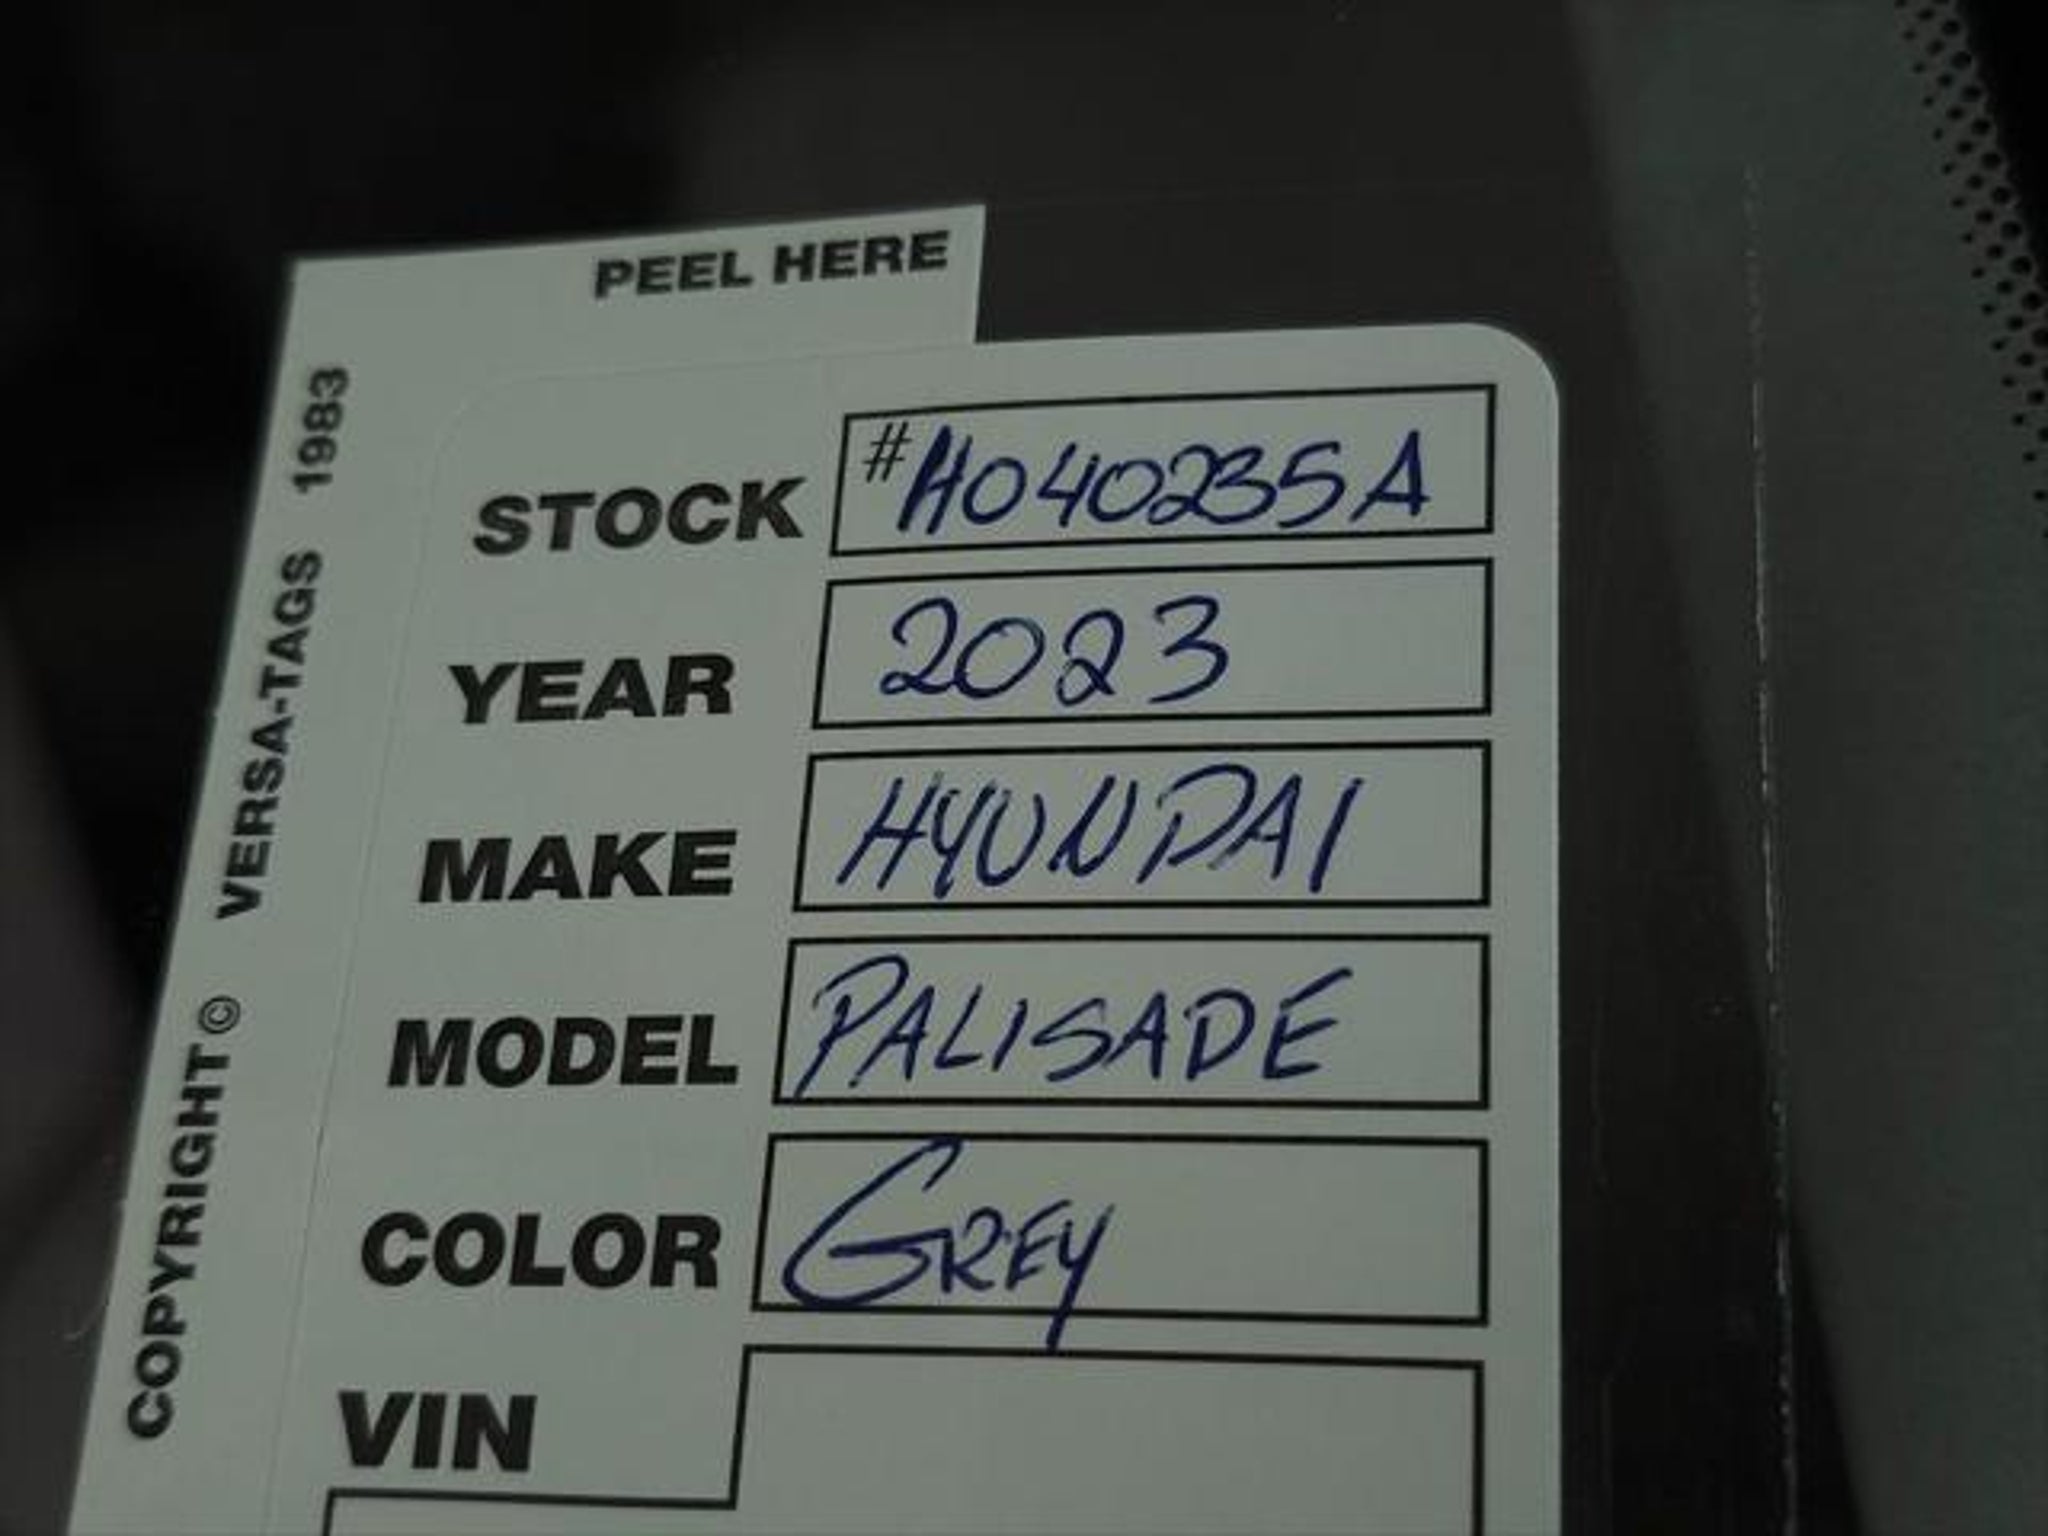 PEEL HERE
COPYRIGHT© VERSA-TAGS 1983
STOCK #H040235A
YEAR 2023
MAKE HYUNDAI
MODEL PALISADE
COLOR GREY
VIN